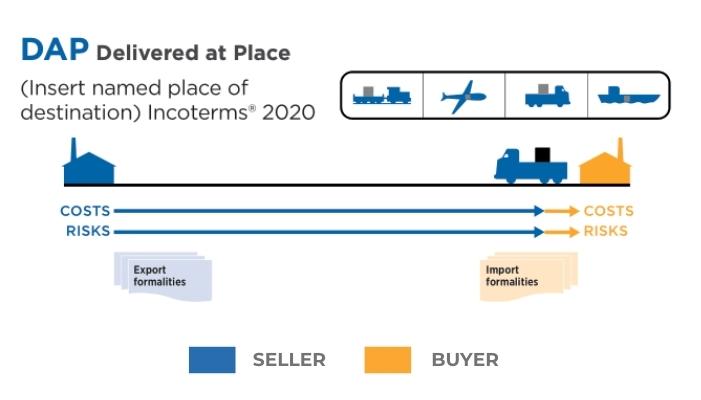 DAP Delivered at Place
(Insert named place of
destination) Incoterms® 2020
COSTS COSTS
RISKS RISKS
Export
formalities
Import
formalities
SELLER BUYER